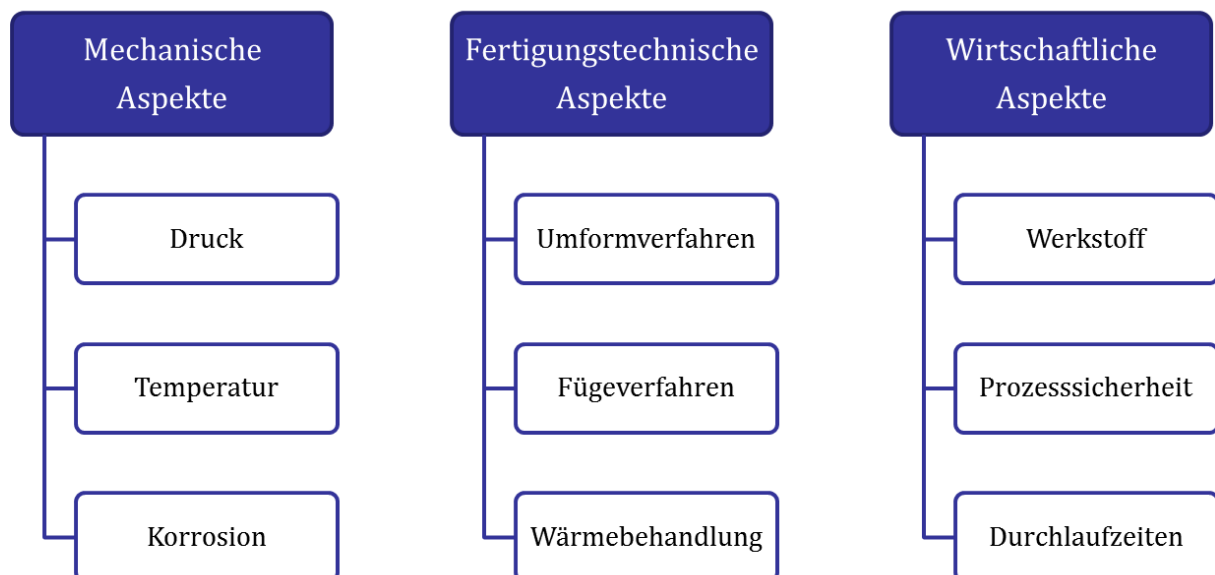 Mechanische
Aspekte
Druck
Temperatur
Korrosion
Fertigungstechnische
Aspekte
Umformverfahren
Fügeverfahren
Wärmebehandlung
Wirtschaftliche
Aspekte
Werkstoff
Prozesssicherheit
Durchlaufzeiten